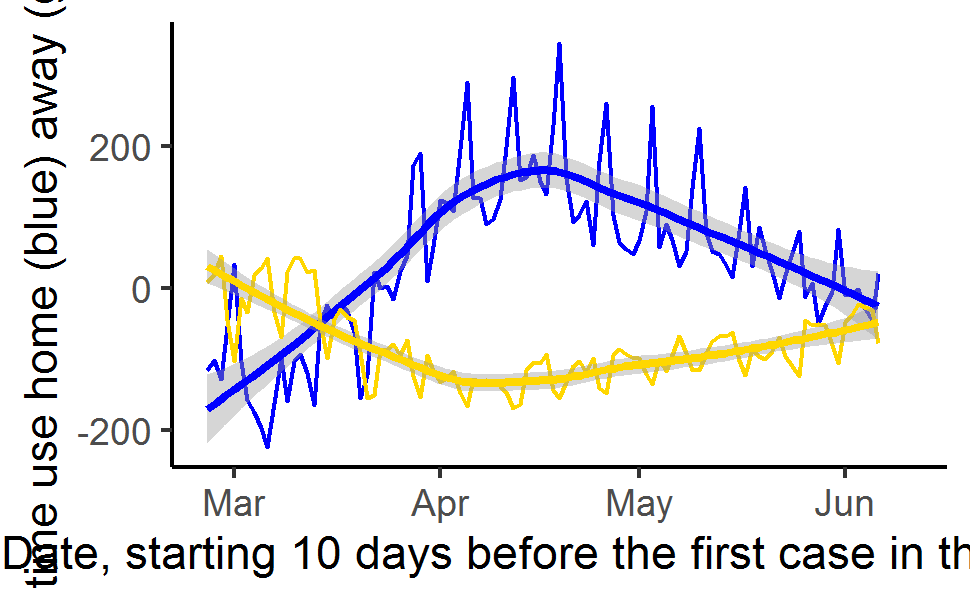 time use home (blue) away (
200
0
-200
Mar Apr May Jun
Date, starting 10 days before the first case in th